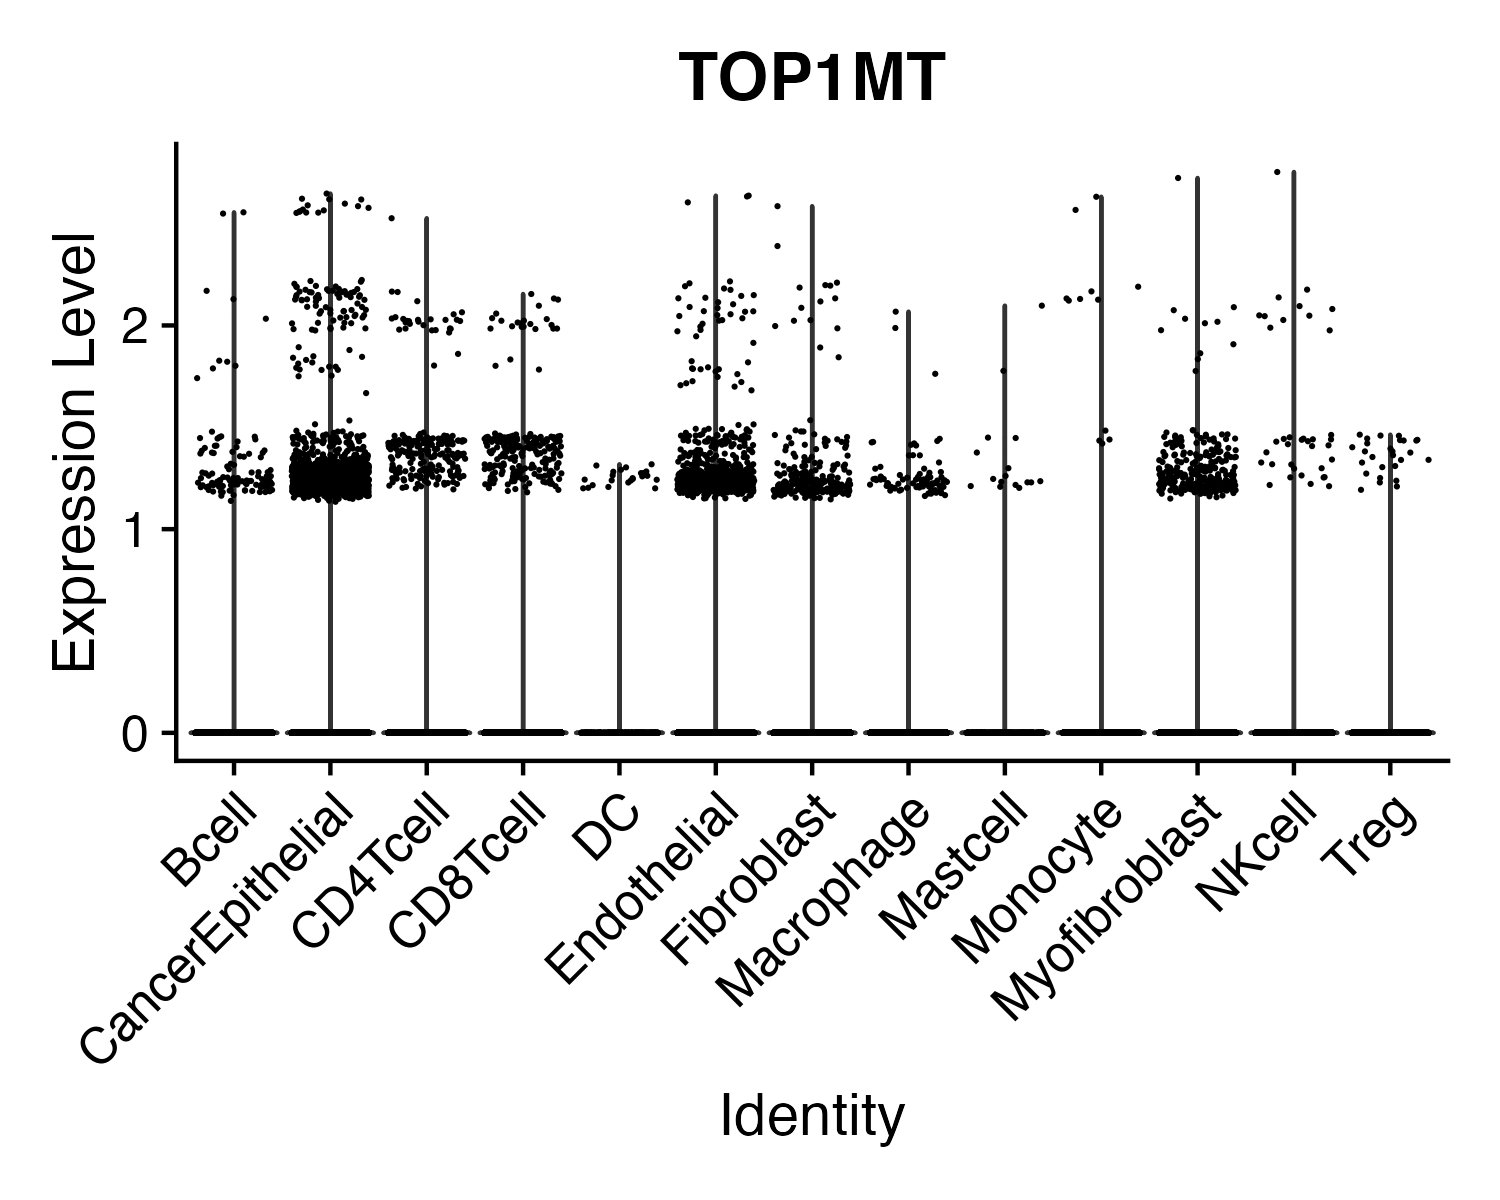 TOP1MT
Expression Level
2
1
0
Bcell
CancerEpithelial
CD4Tcell
CD8Tcell
DC
Endothelial
Fibroblast
Macrophage
Mastcell
Monocyte
Myofibroblast
NKcell
Treg
Identity